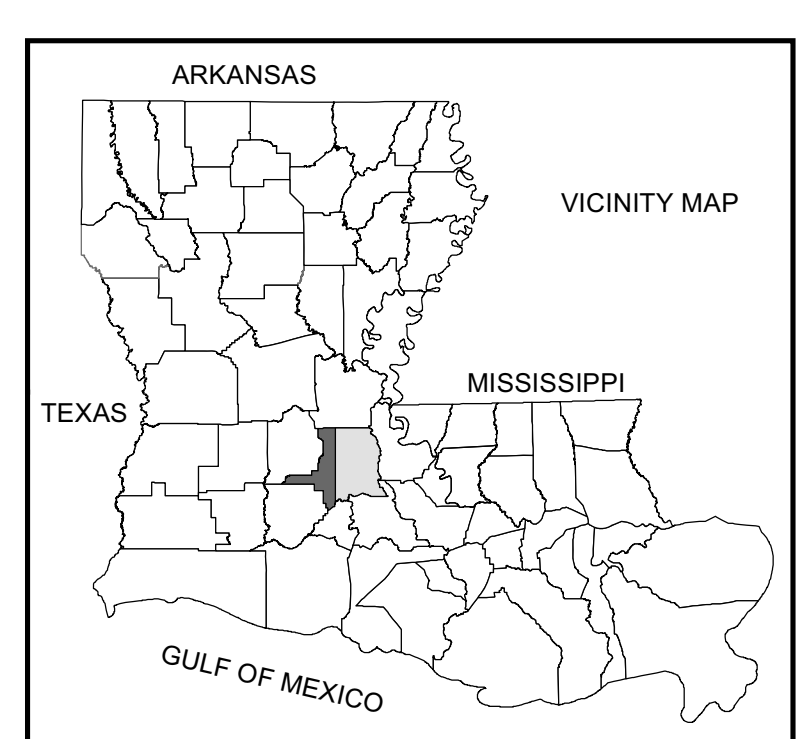 ARKANSAS
VICINITY MAP
MISSISSIPPI
TEXAS
GULF OF MEXICO